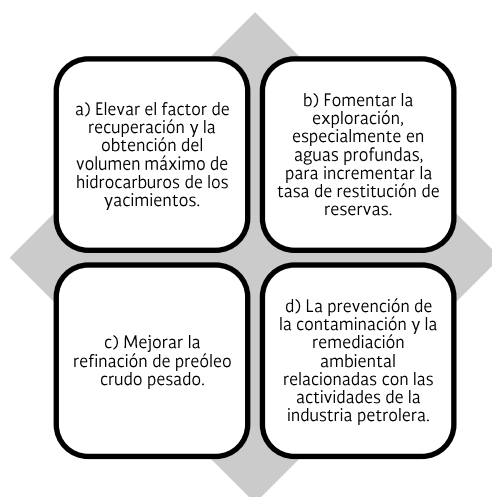 a) Elevar el factor de
recuperación y la
obtención del
volumen máximo de
hidrocarburos de los
yacimientos.
b) Fomentar la
exploración,
especialmente en
aguas profundas,
para incrementar la
tasa de restitución de
reservas.
c) Mejorar la
refinación de preóleo
crudo pesado.
d) La prevención de
la contaminación y la
remediación
ambiental
relacionadas con las
actividades de la
industria petrolera.